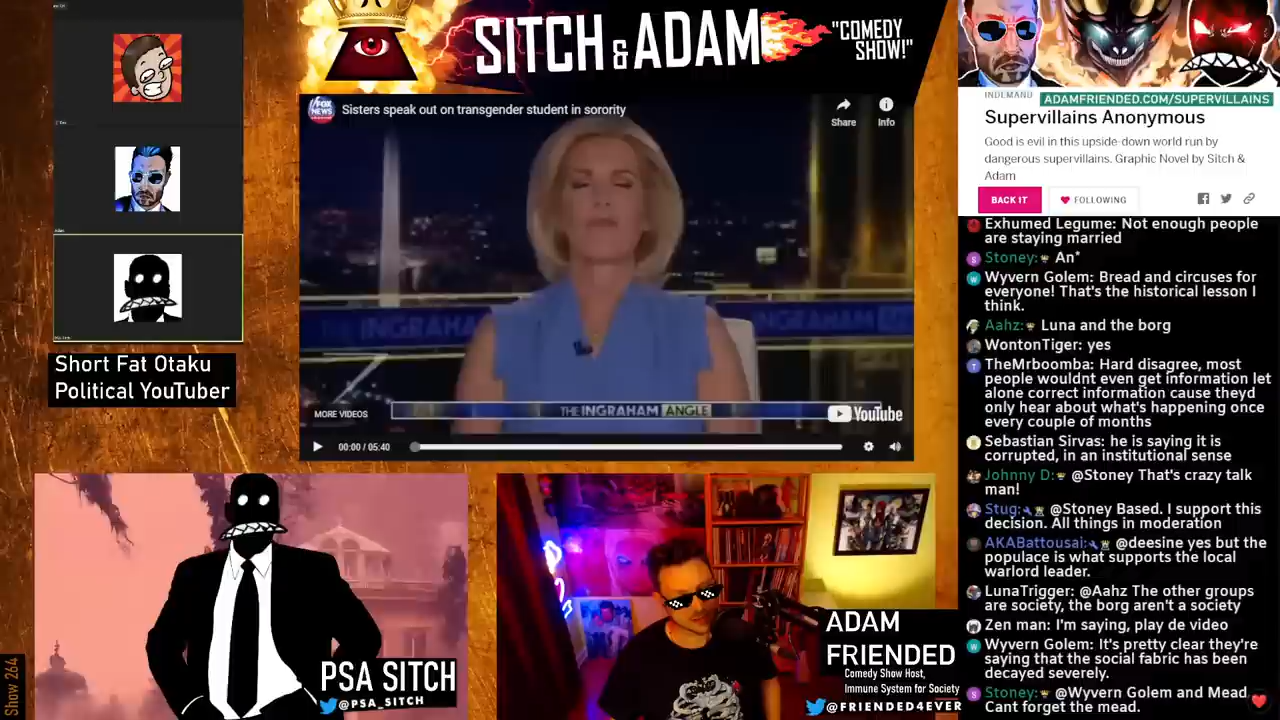 SITCH & ADAM
"COMEDY
SHOW!"
FOX
NEWS
Sisters speak out on transgender student in sorority
Share
Info
THE INGRAHAM
INGRAHAM
THE INGRAHAM ANGLE
MORE VIDEOS
YouTube
00:00 / 05:40
Short Fat Otaku
Political YouTuber
PSA SITCH
@PSA_SITCH
Show 264
ADAM
FRIENDED
Comedy Show Host,
Immune System for Society
@FRIENDED4EVER
INDEMAND
ADAMFRIENDED.COM/SUPERVILLAINS
Supervillains Anonymous
Good is evil in this upside-down world run by
dangerous supervillains. Graphic Novel by Sitch &
Adam
BACK IT
FOLLOWING
Exhumed Legume: Not enough people
are staying married
S Stoney: An*
W Wyvern Golem: Bread and circuses for
everyone! That's the historical lesson I
think.
Aahz: Luna and the borg
WontonTiger: yes
T TheMrboomba: Hard disagree, most
people wouldnt even get information let
alone correct information cause theyd
only hear about what's happening once
every couple of months
Sebastian Sirvas: he is saying it is
corrupted, in an institutional sense
Johnny D: @Stoney That's crazy talk
man!
Stug: @Stoney Based. I support this
decision. All things in moderation
AKABattousai: @deesine yes but the
populace is what supports the local
warlord leader.
LunaTrigger: @Aahz The other groups
are society, the borg aren't a society
Zen man: I'm saying, play de video
W Wyvern Golem: It's pretty clear they're
saying that the social fabric has been
decayed severely.
S Stoney: @Wyvern Golem and Mead.
Cant forget the mead.